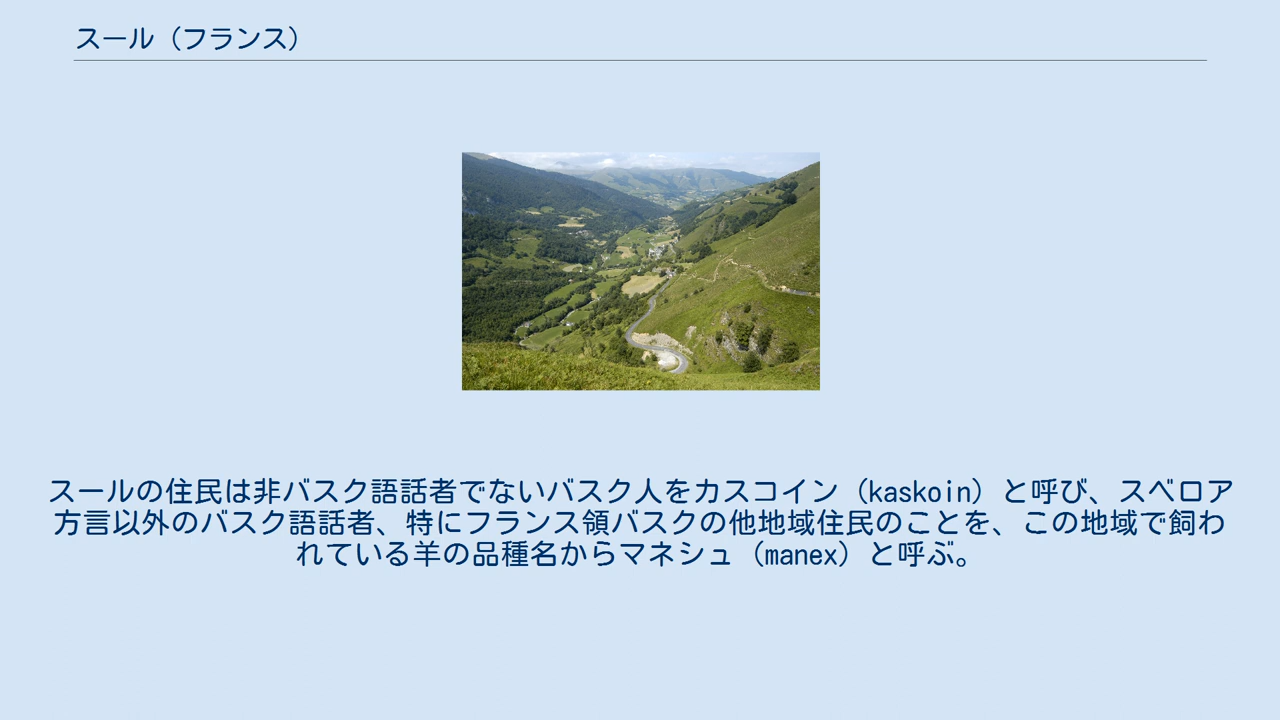 スール（フランス）
スールの住民は非バスク語話者でないバスク人をカスコイン（kaskoin）と呼び、スベロア
方言以外のバスク語話者、特にフランス領バスクの他地域住民のことを、この地域で飼わ
れている羊の品種名からマネシュ（manex）と呼ぶ。